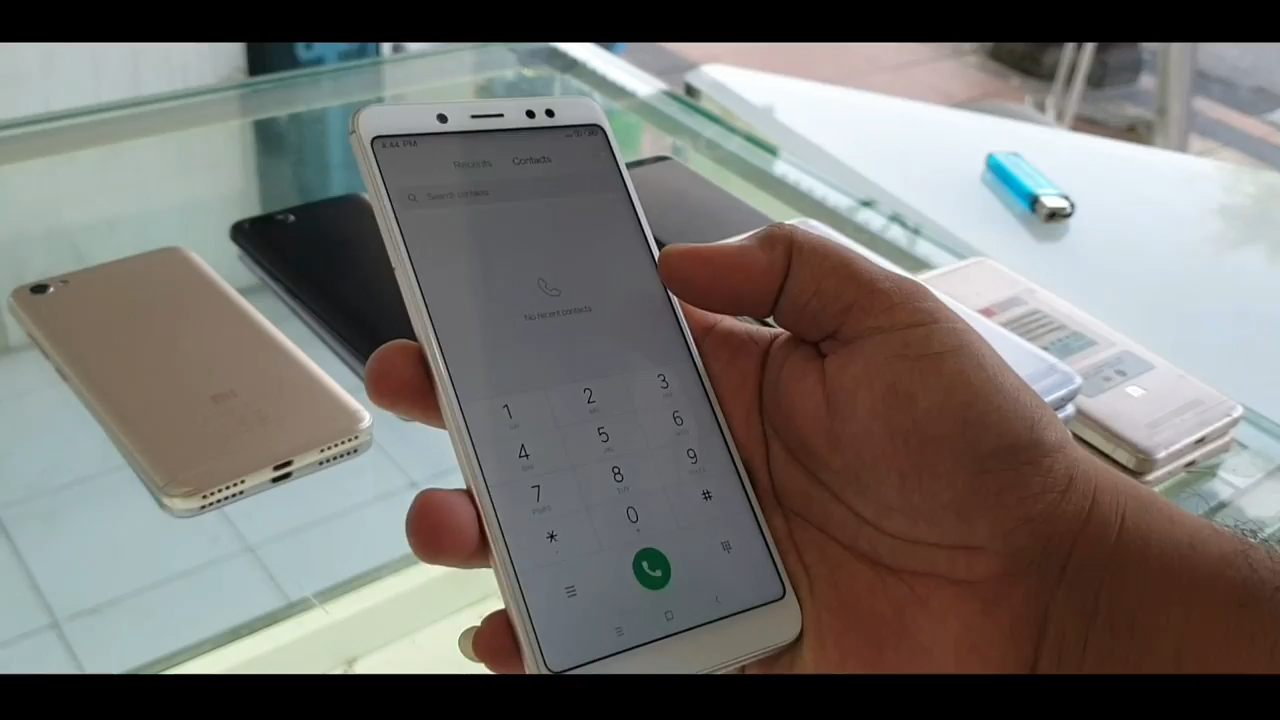 4:44 PM
Recents Contacts
Search contacts
No recent contacts
1 2 3
4 5 6
7 8 9
* 0 #